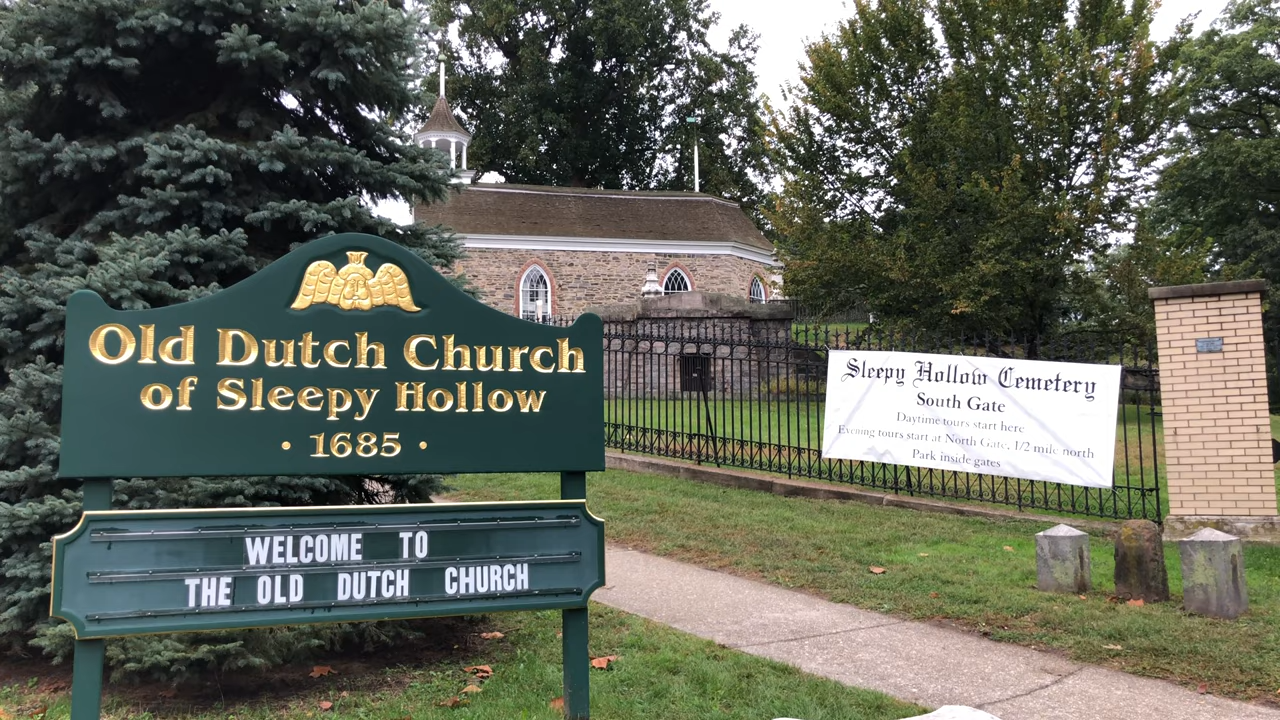 Old Dutch Church
of Sleepy Hollow
• 1685 •
WELCOME TO
THE OLD DUTCH CHURCH
Sleepy Hollow Cemetery
South Gate
Daytime tours start here
Evening tours start at North Gate, 1/2 mile north
Park inside gates